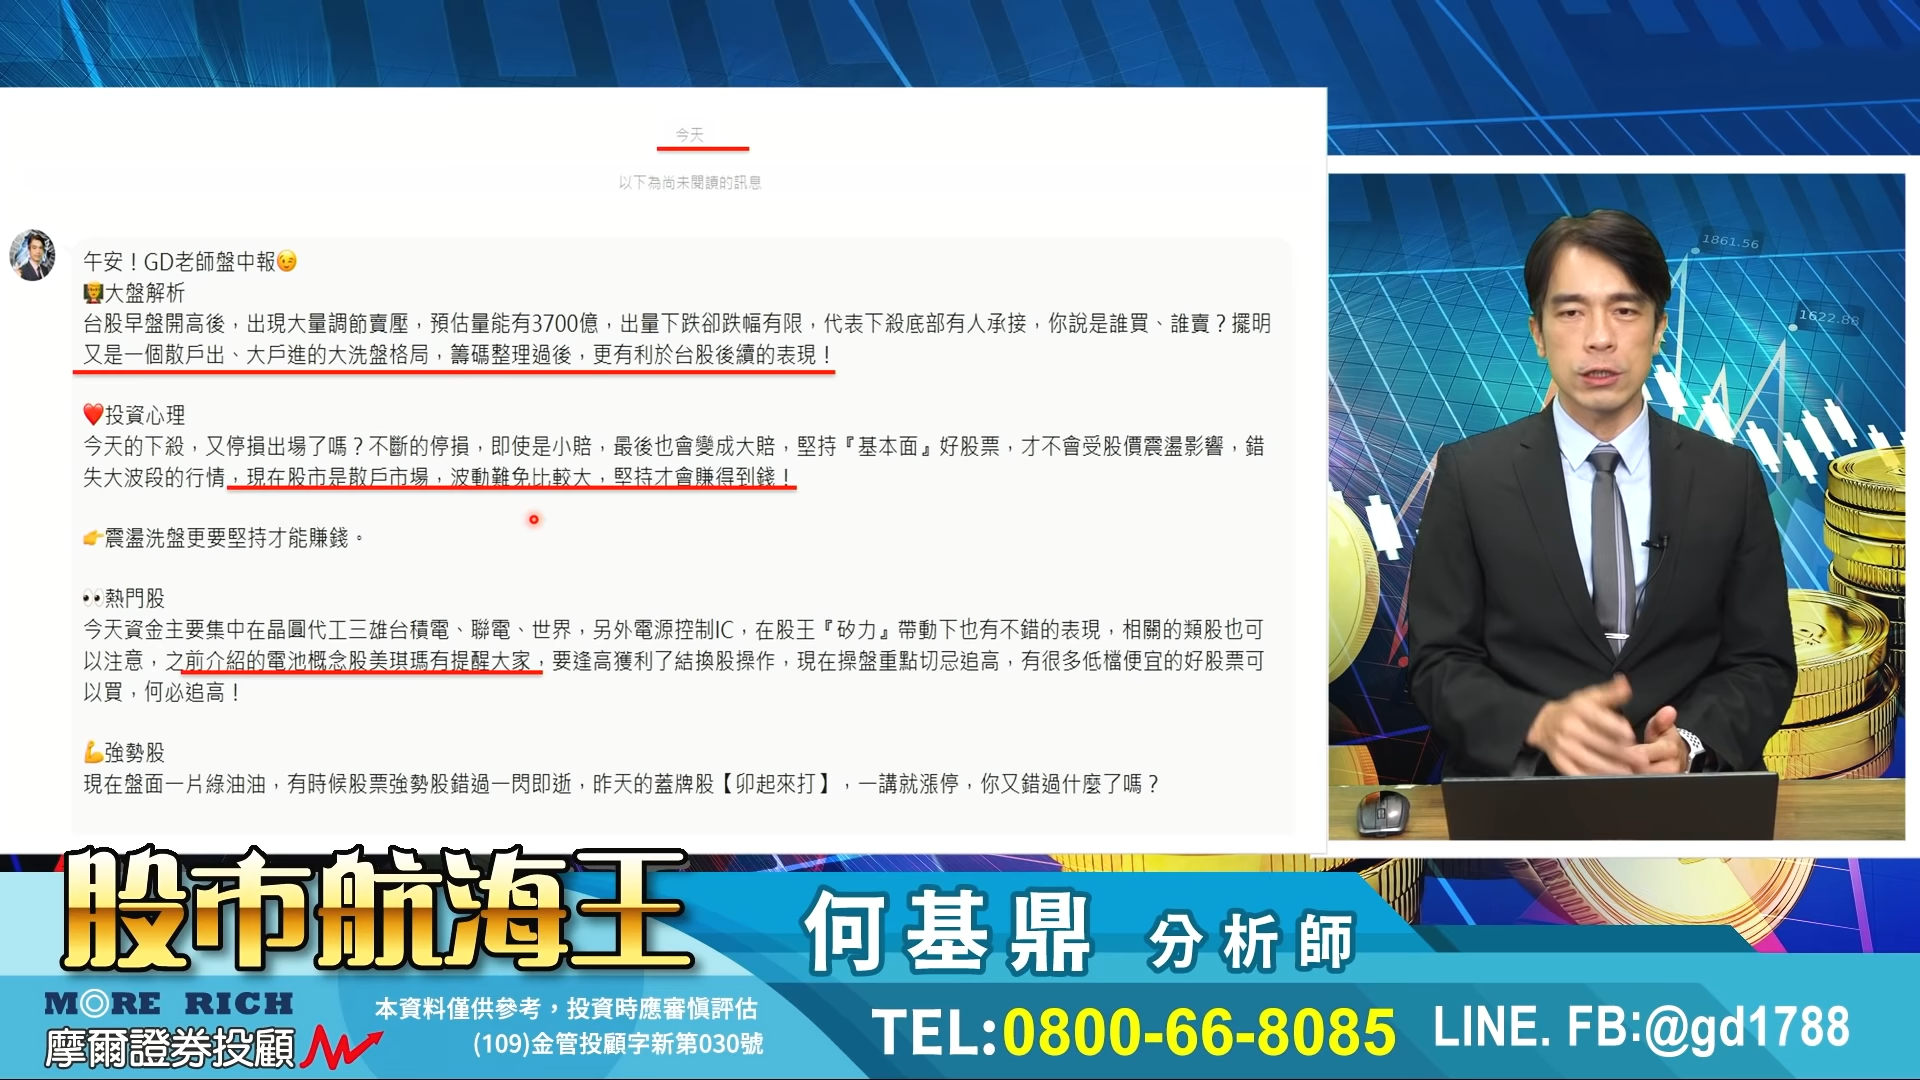 今天
以下為尚未閱讀的訊息
午安！GD老師盤中報😉
👨‍🏫大盤解析
台股早盤開高後，出現大量調節賣壓，預估量能有3700億，出量下跌卻跌幅有限，代表下殺底部有人承接，你說是誰買、誰賣？擺明
又是一個散戶出、大戶進的大洗盤格局，籌碼整理過後，更有利於台股後續的表現！
❤️投資心理
今天的下殺，又停損出場了嗎？不斷的停損，即使是小賠，最後也會變成大賠，堅持『基本面』好股票，才不會受股價震盪影響，錯
失大波段的行情，現在股市是散戶市場，波動難免比較大，堅持才會賺得到錢！
👉震盪洗盤更要堅持才能賺錢。
👀熱門股
今天資金主要集中在晶圓代工三雄台積電、聯電、世界，另外電源控制IC，在股王『矽力』帶動下也有不錯的表現，相關的類股也可
以注意，之前介紹的電池概念股美琪瑪有提醒大家，要逢高獲利了結換股操作，現在操盤重點切忌追高，有很多低檔便宜的好股票可
以買，何必追高！
💪強勢股
現在盤面一片綠油油，有時候股票強勢股錯過一閃即逝，昨天的蓋牌股【卯起來打】，一講就漲停，你又錯過什麼了嗎？
1861.56
1622.88
股市航海王
何基鼎 分析師
MORE RICH
摩爾證券投顧
本資料僅供參考，投資時應審慎評估
(109)金管投顧字新第030號
TEL:0800-66-8085
LINE. FB:@gd1788